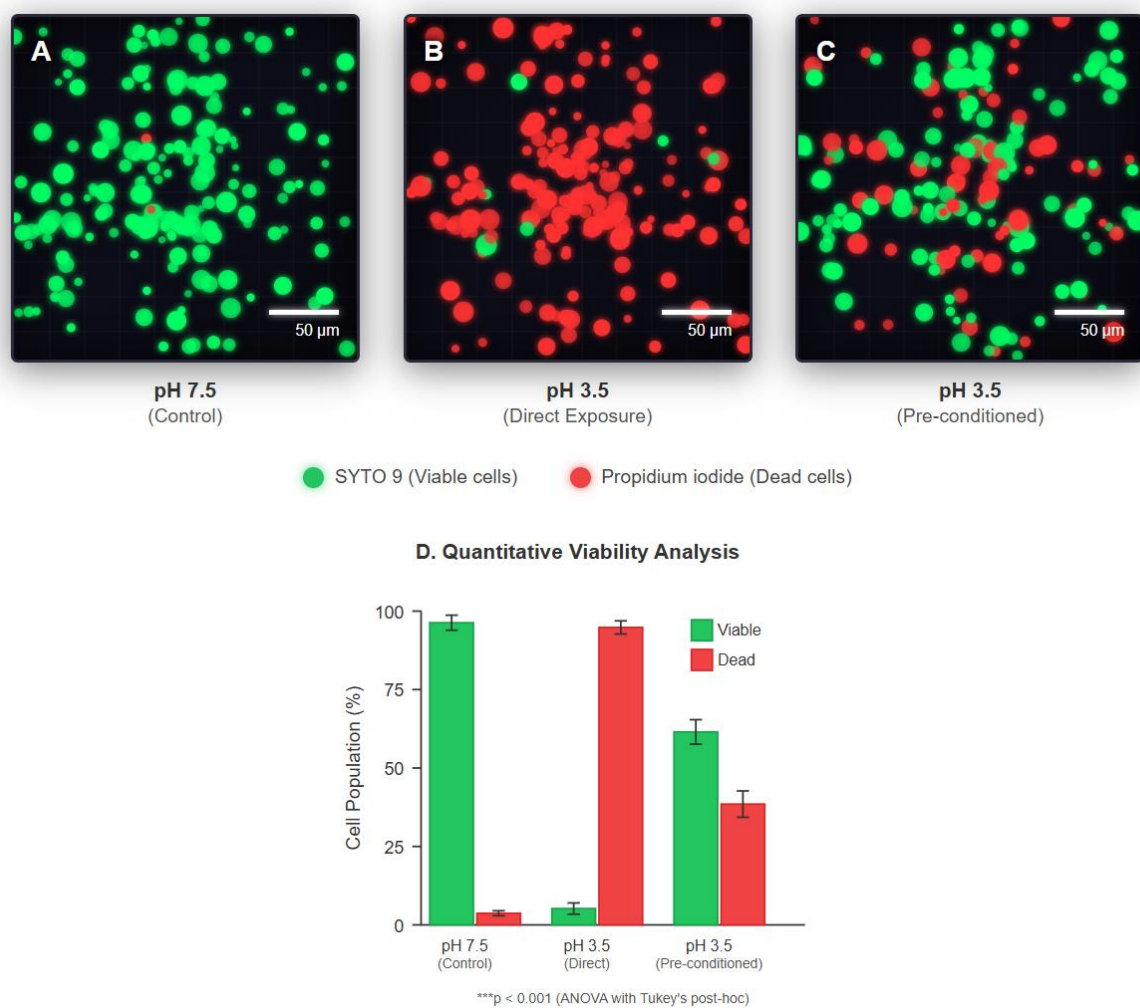 A
B
C
50 µm
50 µm
50 µm
pH 7.5
(Control)
pH 3.5
(Direct Exposure)
pH 3.5
(Pre-conditioned)
SYTO 9 (Viable cells)
Propidium iodide (Dead cells)
D. Quantitative Viability Analysis
Cell Population (%)
100
75
50
25
0
Viable
Dead
pH 7.5
(Control)
pH 3.5
(Direct)
pH 3.5
(Pre-conditioned)
***p < 0.001 (ANOVA with Tukey's post-hoc)